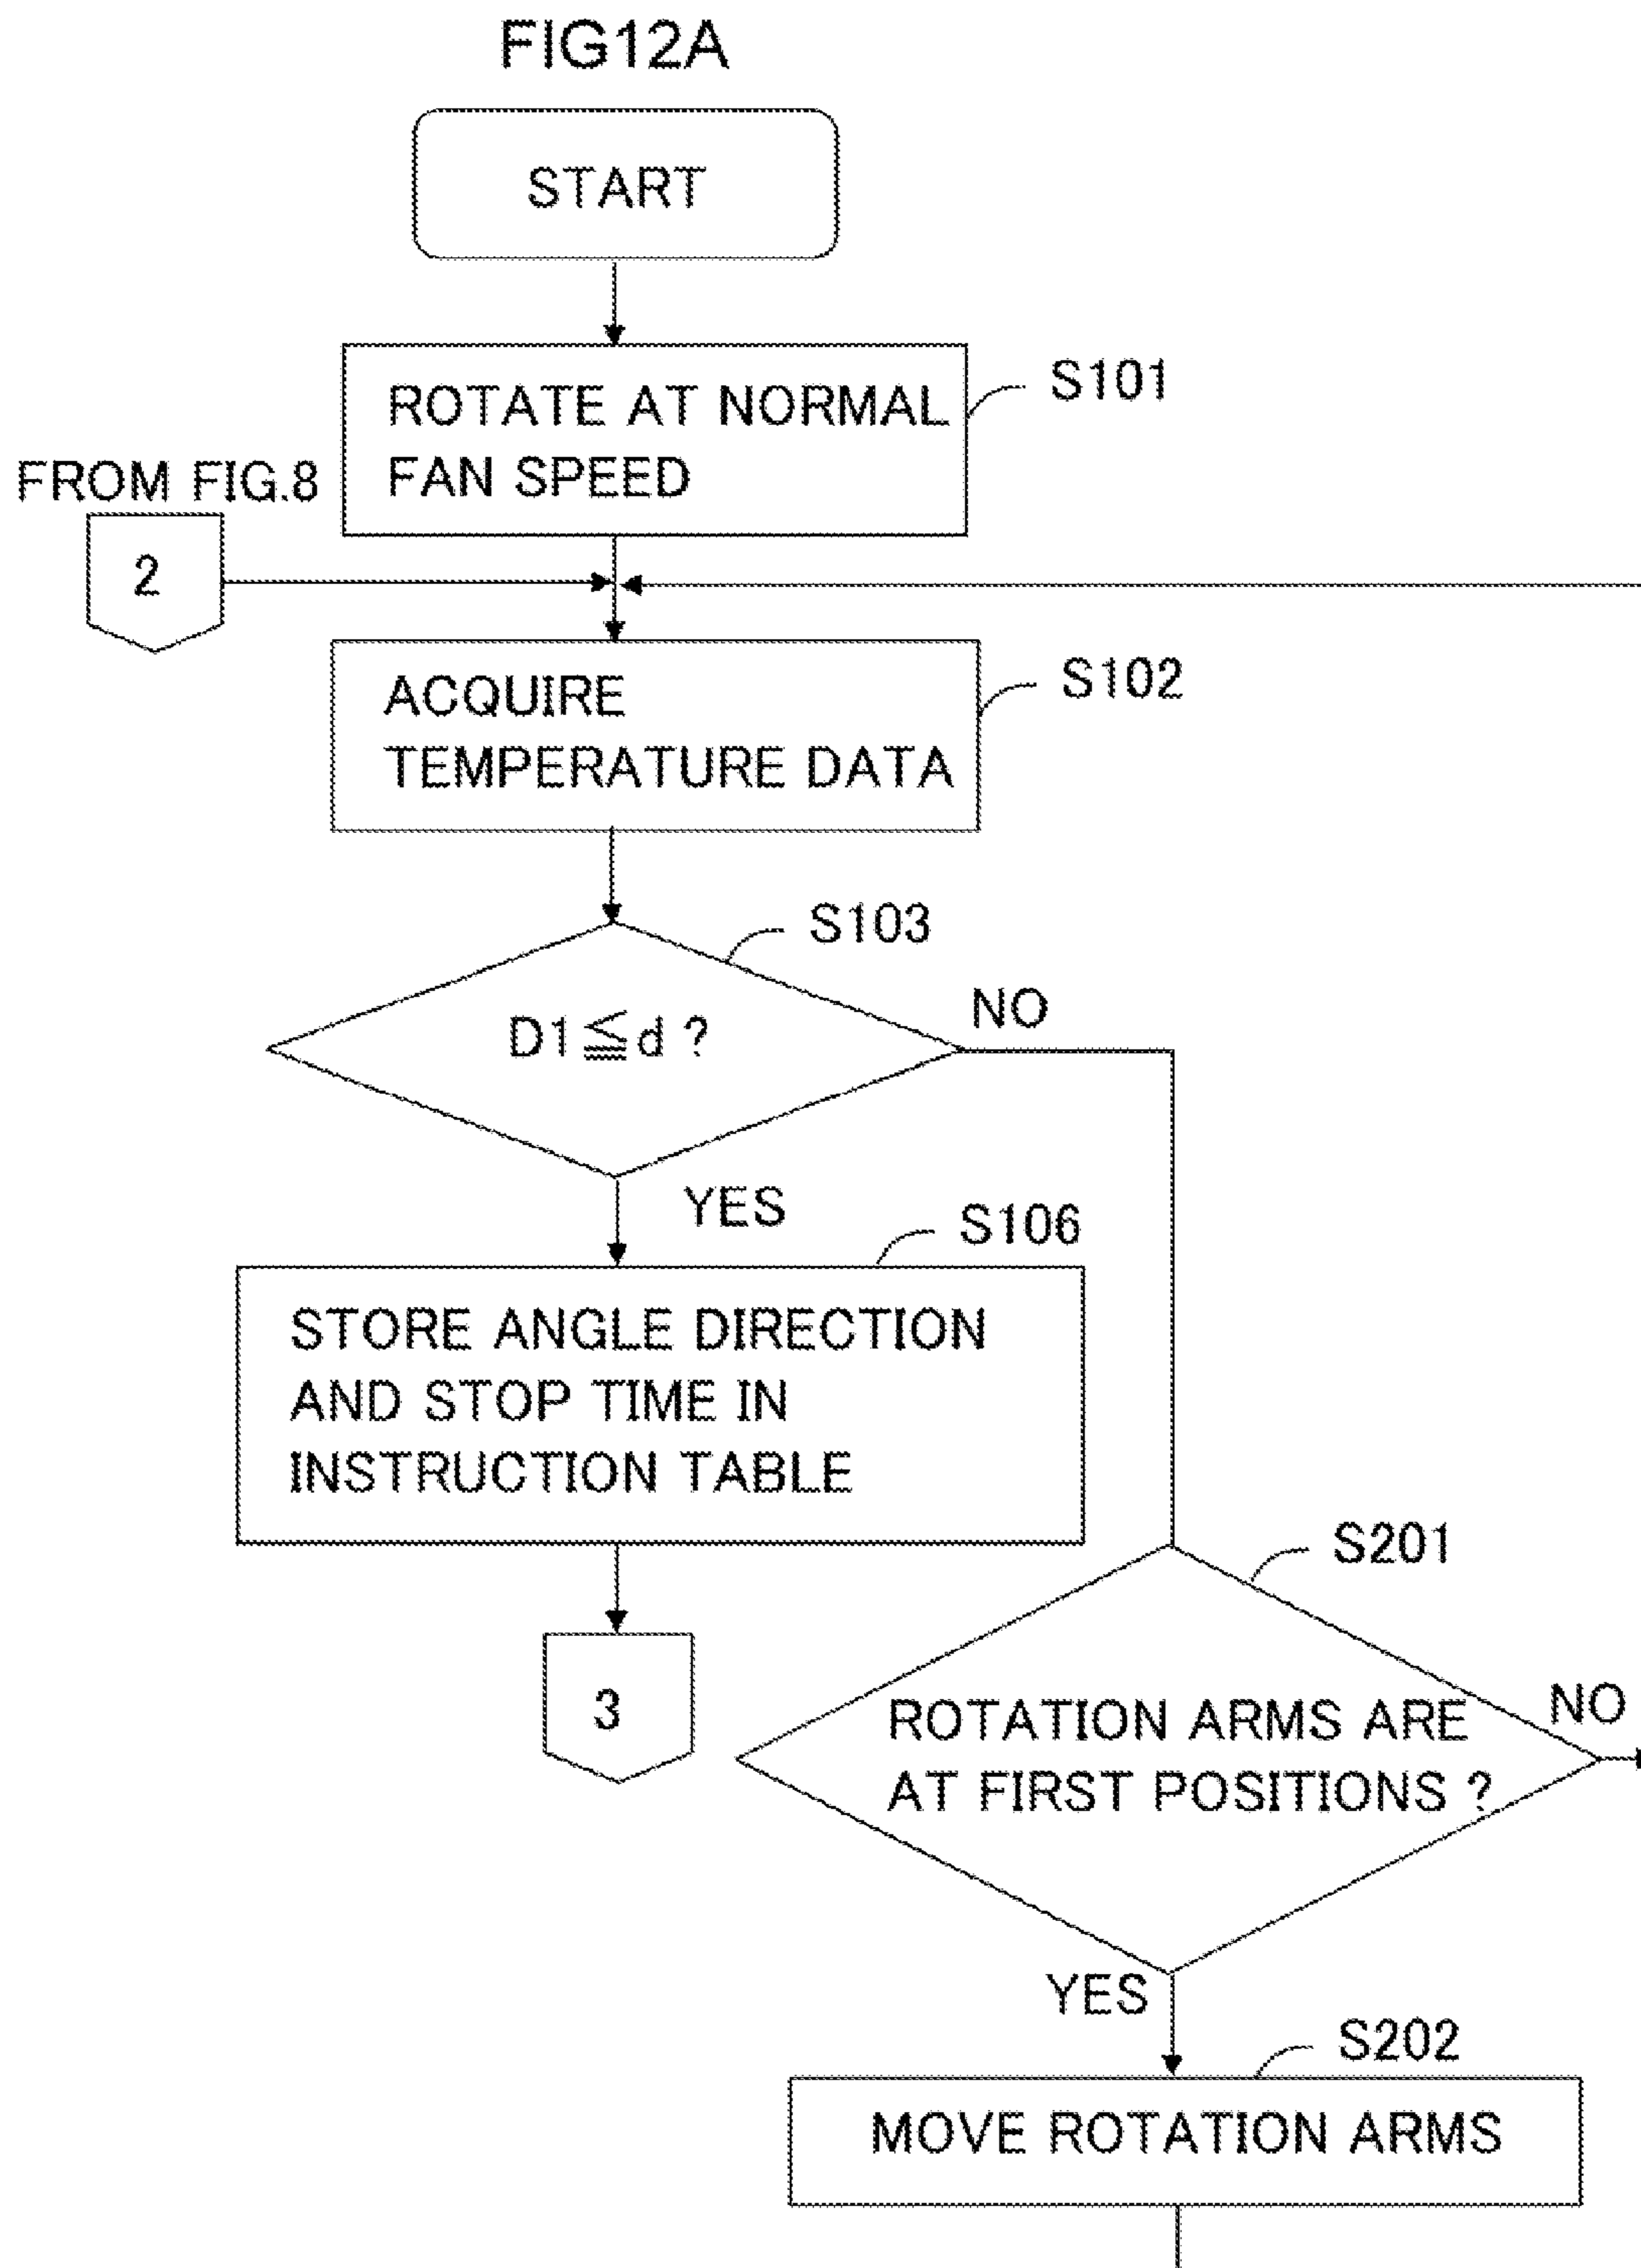 FIG12A
START
ROTATE AT NORMAL
FAN SPEED
S101
FROM FIG.8
2
ACQUIRE
TEMPERATURE DATA
S102
S103
D1≦d ?
NO
YES
S106
STORE ANGLE DIRECTION
AND STOP TIME IN
INSTRUCTION TABLE
3
S201
ROTATION ARMS ARE
AT FIRST POSITIONS ?
NO
YES
S202
MOVE ROTATION ARMS